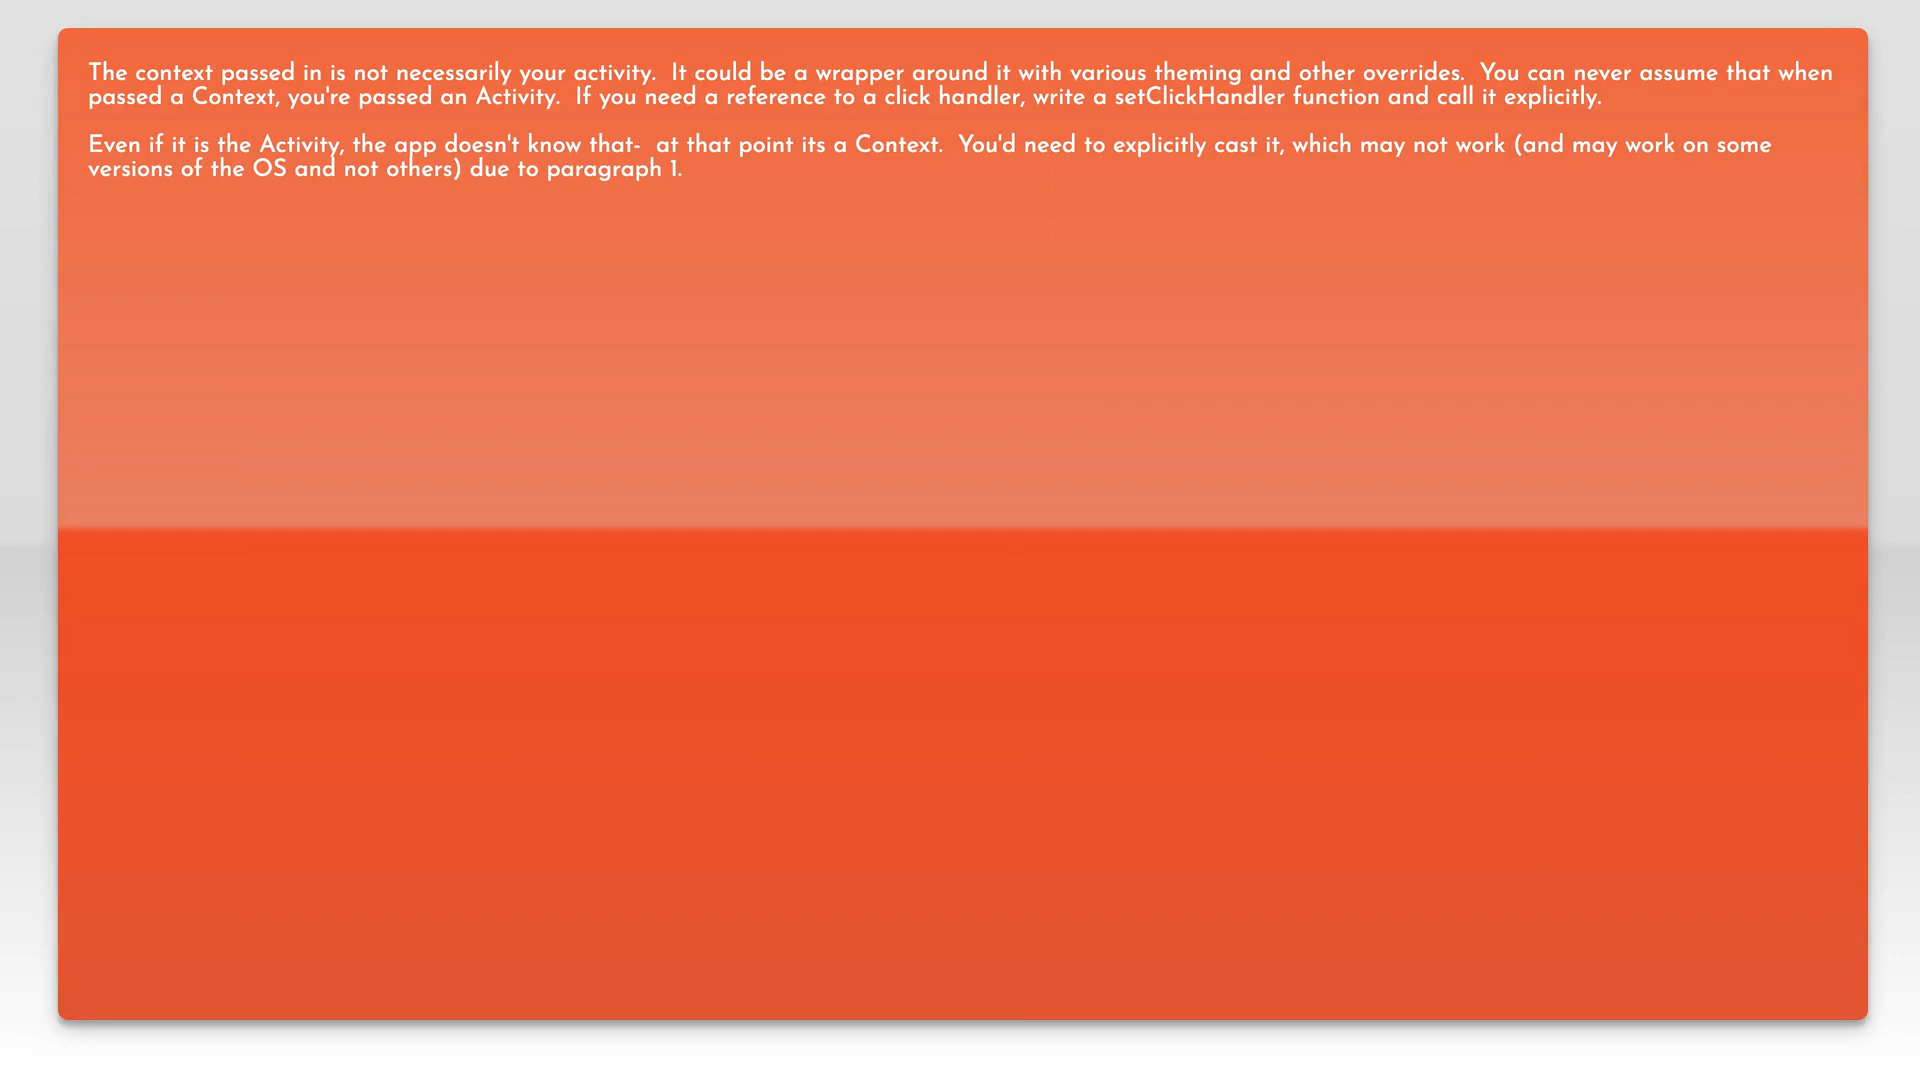 The context passed in is not necessarily your activity.  It could be a wrapper around it with various theming and other overrides.  You can never assume that when
passed a Context, you're passed an Activity.  If you need a reference to a click handler, write a setClickHandler function and call it explicitly.

Even if it is the Activity, the app doesn't know that-  at that point its a Context.  You'd need to explicitly cast it, which may not work (and may work on some
versions of the OS and not others) due to paragraph 1.